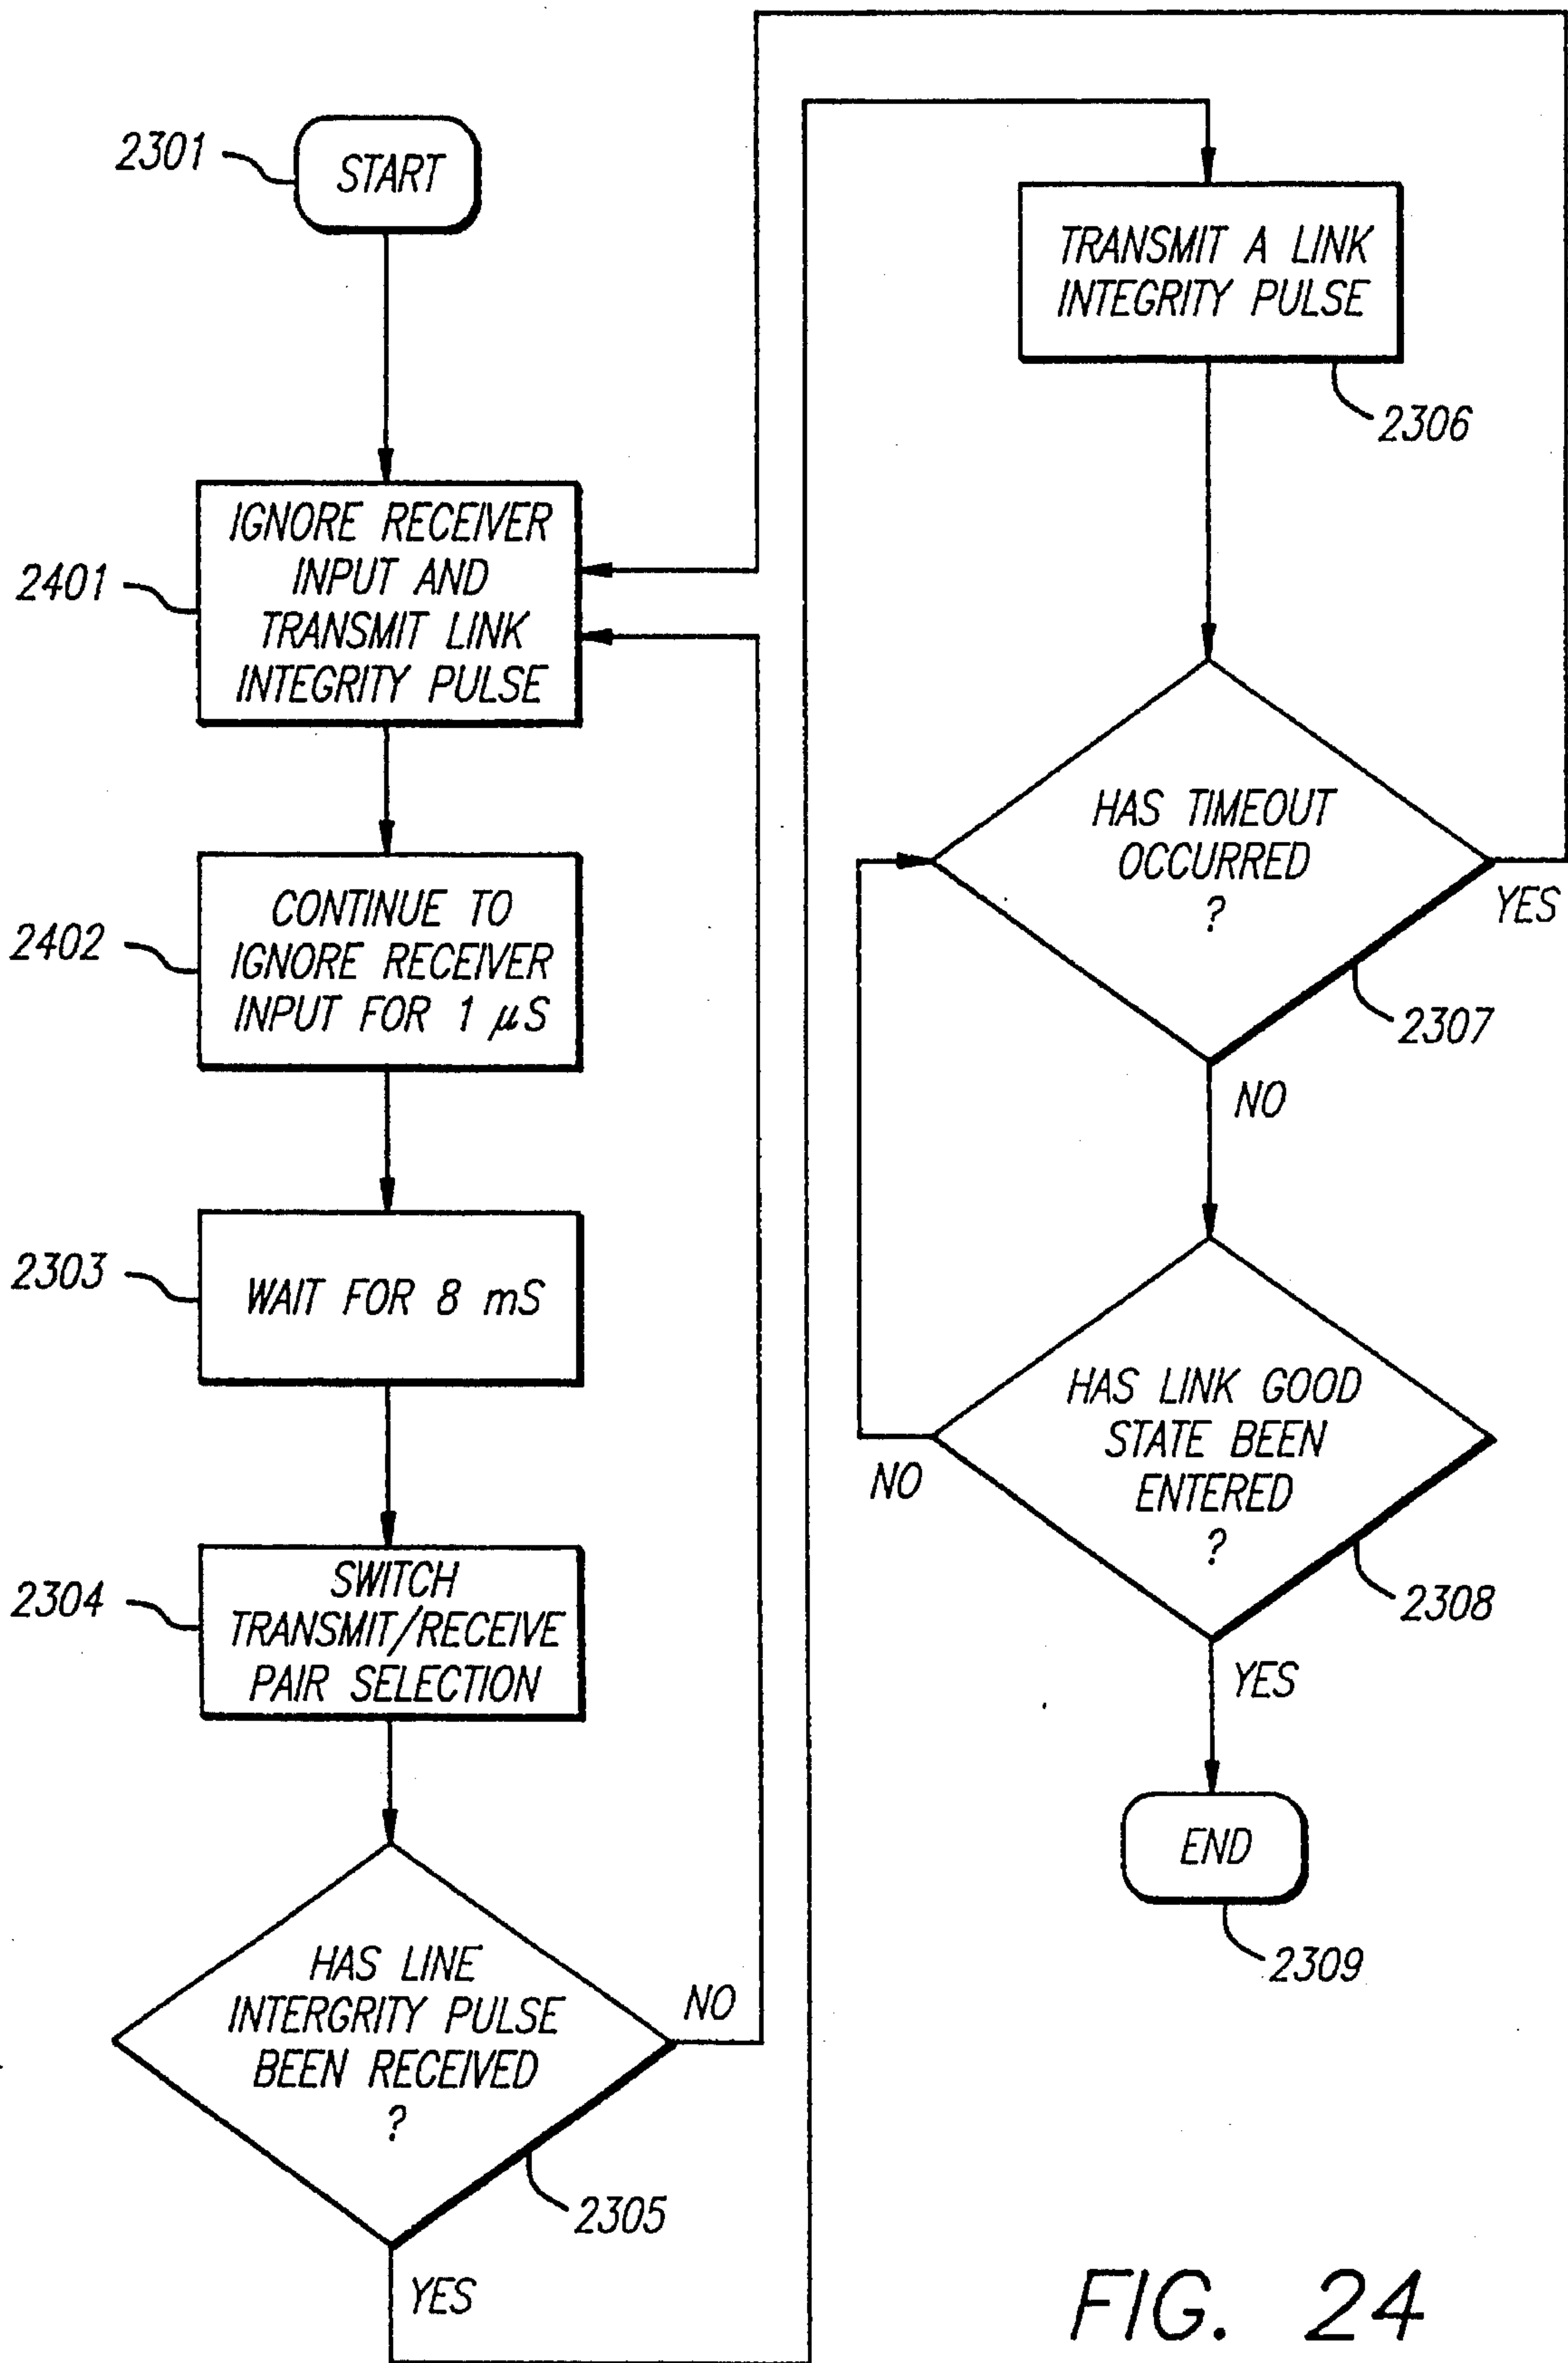 2301
START
2401
IGNORE RECEIVER
INPUT AND
TRANSMIT LINK
INTEGRITY PULSE
2402
CONTINUE TO
IGNORE RECEIVER
INPUT FOR 1 μS
2303
WAIT FOR 8 mS
2304
SWITCH
TRANSMIT/RECEIVE
PAIR SELECTION
HAS LINE
INTERGRITY PULSE
BEEN RECEIVED
?
NO
2305
YES
TRANSMIT A LINK
INTEGRITY PULSE
2306
HAS TIMEOUT
OCCURRED
?
YES
2307
NO
HAS LINK GOOD
STATE BEEN
ENTERED
?
NO
2308
YES
END
2309
FIG. 24